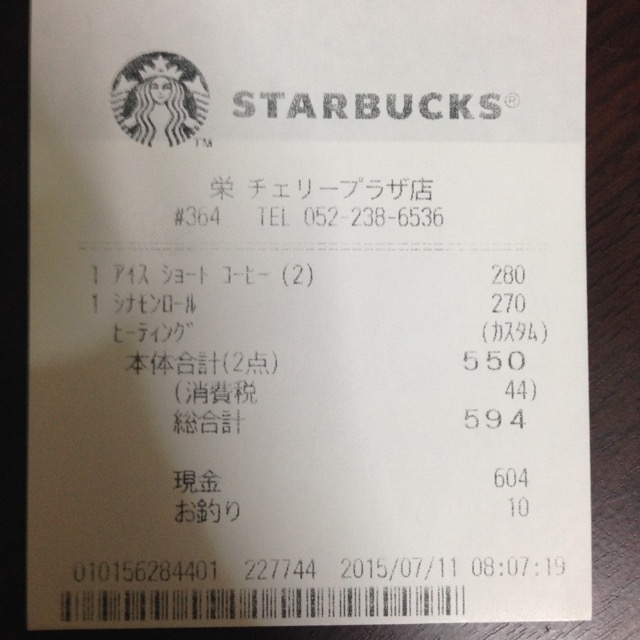 STARBUCKS®
TM
栄 チェリープラザ店
#364 TEL 052-238-6536
1 アイス ショート コーヒー(2) 280
1 シナモンロール 270
ヒーティング (カスタム)
本体合計(2点) 550
(消費税 44)
総合計 594
現金 604
お釣り 10
010156284401 227744 2015/07/11 08:07:19